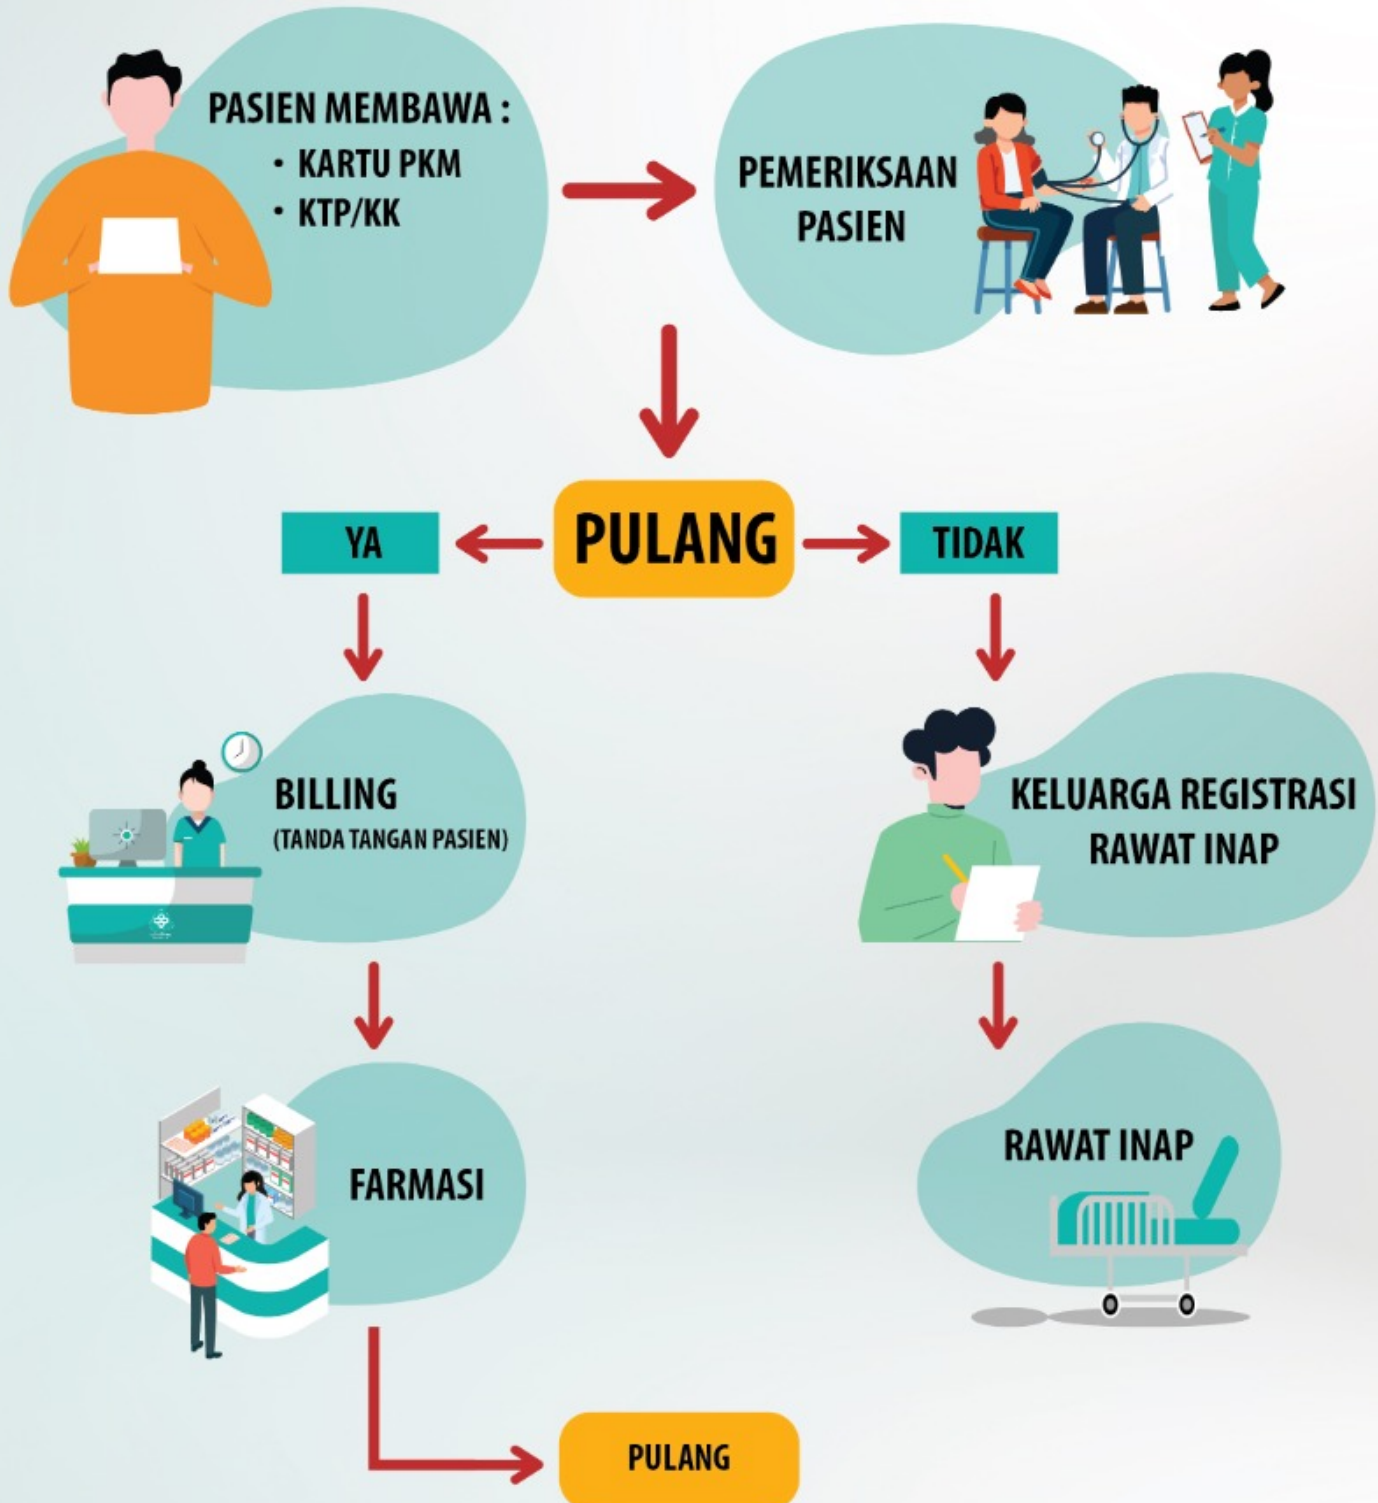 PASIEN MEMBAWA :
• KARTU PKM
• KTP/KK
PEMERIKSAAN
PASIEN
PULANG
YA
TIDAK
BILLING
(TANDA TANGAN PASIEN)
KELUARGA REGISTRASI
RAWAT INAP
FARMASI
RAWAT INAP
PULANG